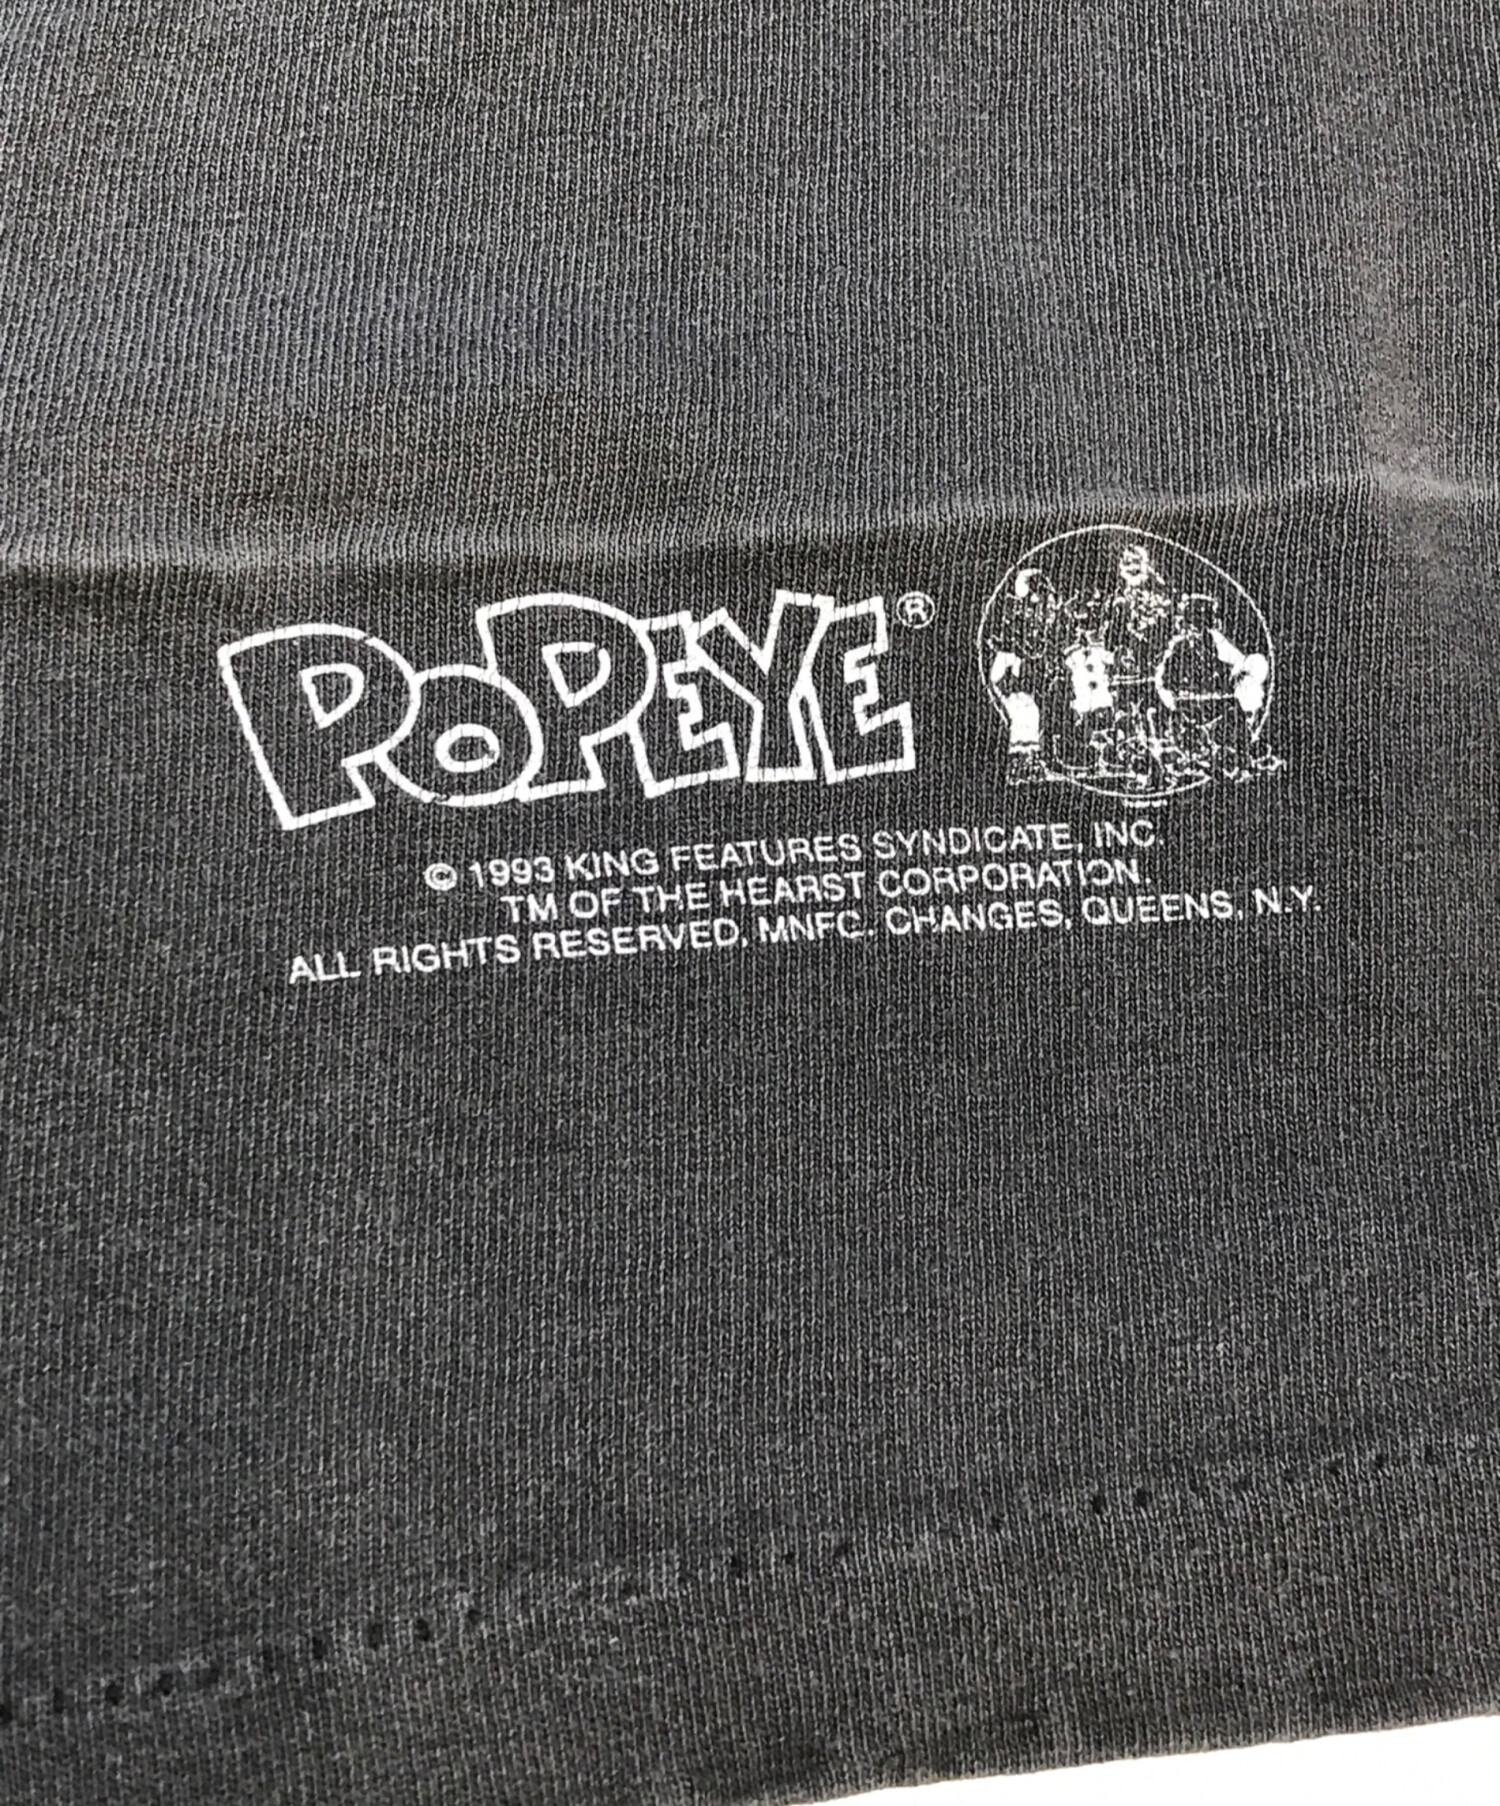 POPEYE®
© 1993 KING FEATURES SYNDICATE, INC.
TM OF THE HEARST CORPORATION.
ALL RIGHTS RESERVED, MNFC. CHANGES, QUEENS, N.Y.